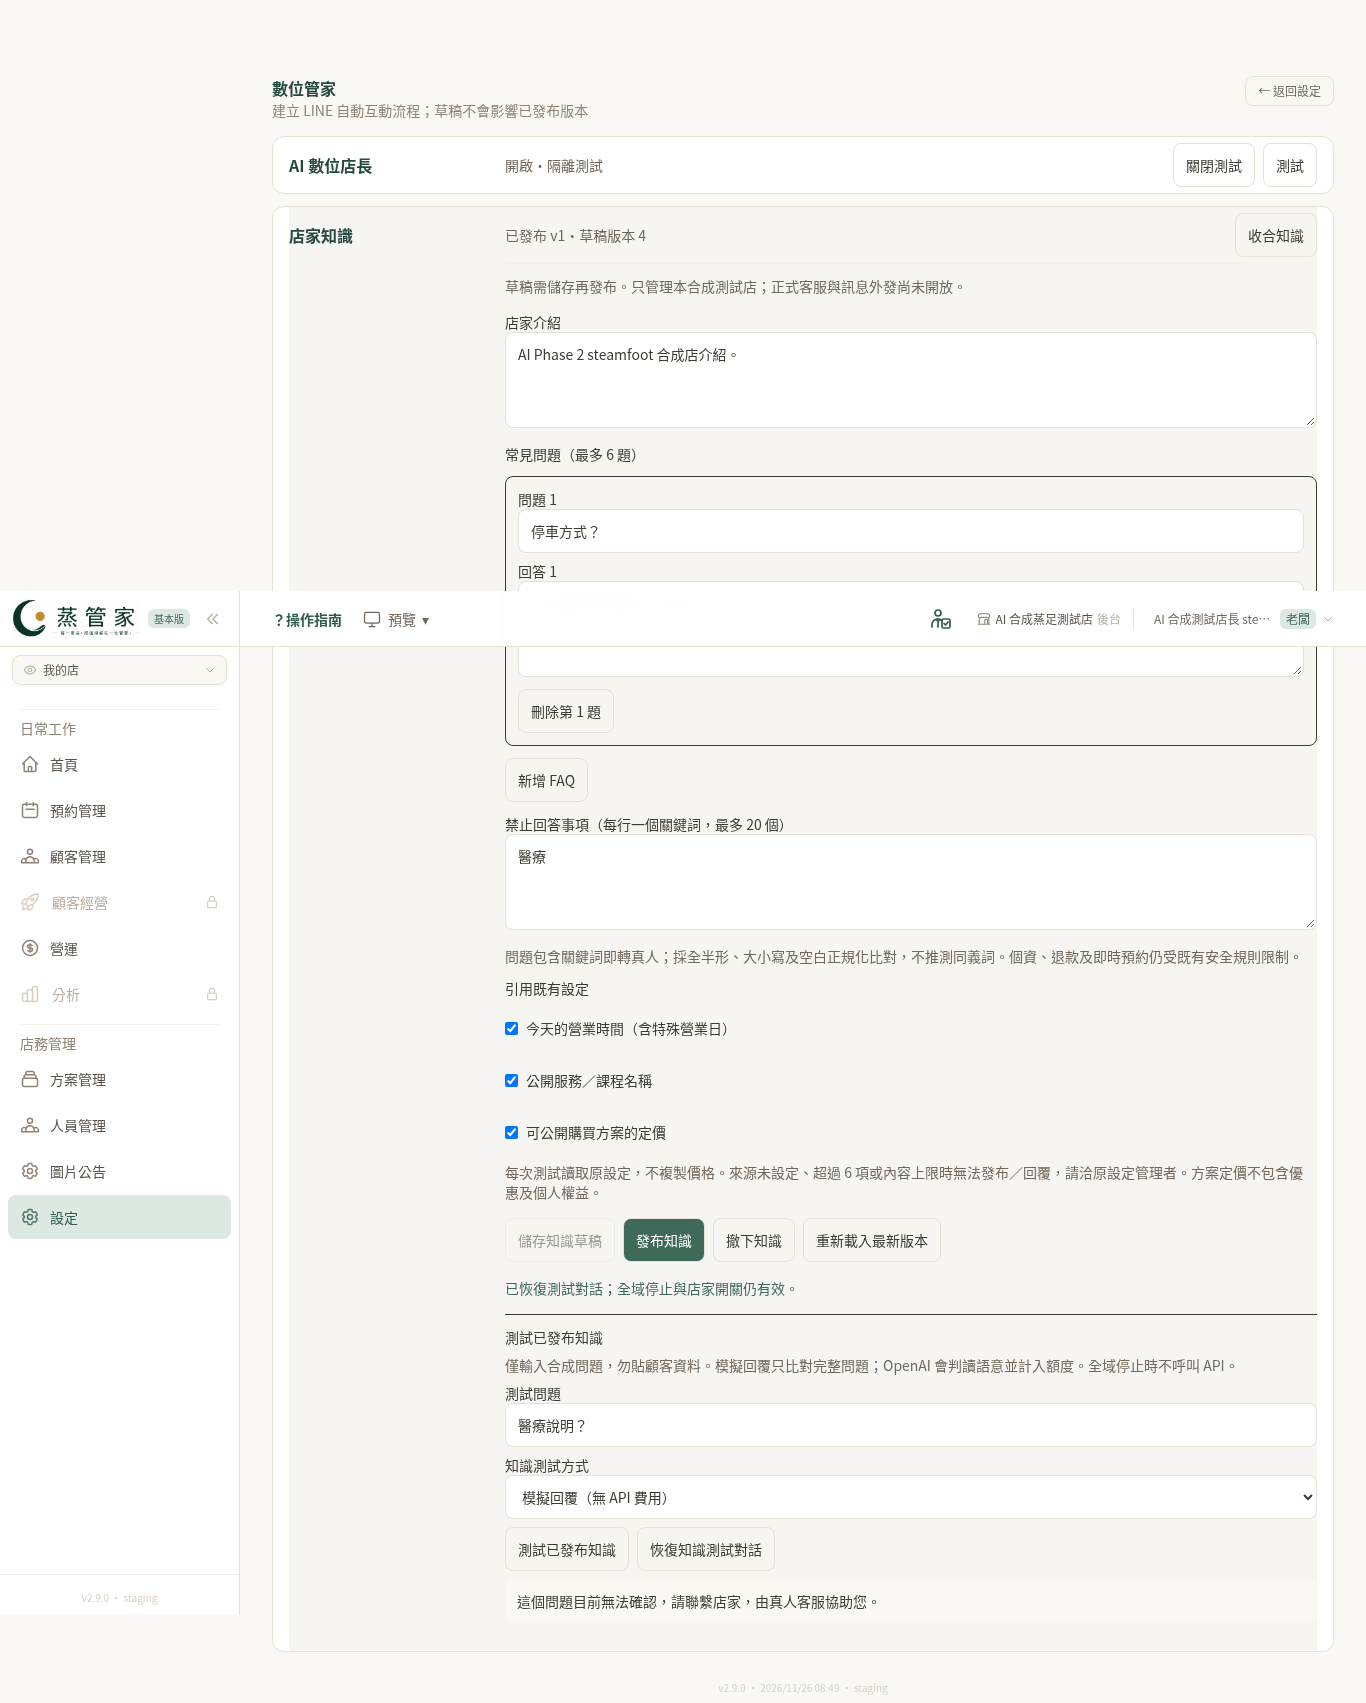 數位管家
建立 LINE 自動互動流程；草稿不會影響已發布版本
← 返回設定
AI 數位店長
開啟・隔離測試
關閉測試
測試
店家知識
已發布 v1・草稿版本 4
收合知識
草稿需儲存再發布。只管理本合成測試店；正式客服與訊息外發尚未開放。
店家介紹
AI Phase 2 steamfoot 合成店介紹。
常見問題（最多 6 題）
問題 1
停車方式？
回答 1
蒸管家
基本版
？操作指南
預覽 ▾
AI 合成蒸足測試店 後台
AI 合成測試店長 ste…
老闆
我的店
日常工作
首頁
預約管理
顧客管理
顧客經營
營運
分析
店務管理
方案管理
人員管理
圖片公告
設定
v2.9.0 ・ staging
刪除第 1 題
新增 FAQ
禁止回答事項（每行一個關鍵詞，最多 20 個）
醫療
問題包含關鍵詞即轉真人；採全半形、大小寫及空白正規化比對，不推測同義詞。個資、退款及即時預約仍受既有安全規則限制。
引用既有設定
今天的營業時間（含特殊營業日）
公開服務／課程名稱
可公開購買方案的定價
每次測試讀取原設定，不複製價格。來源未設定、超過 6 項或內容上限時無法發布／回覆，請洽原設定管理者。方案定價不包含優
惠及個人權益。
儲存知識草稿
發布知識
撤下知識
重新載入最新版本
已恢復測試對話；全域停止與店家開關仍有效。
測試已發布知識
僅輸入合成問題，勿貼顧客資料。模擬回覆只比對完整問題；OpenAI 會判讀語意並計入額度。全域停止時不呼叫 API。
測試問題
醫療說明？
知識測試方式
模擬回覆（無 API 費用）
測試已發布知識
恢復知識測試對話
這個問題目前無法確認，請聯繫店家，由真人客服協助您。
v2.9.0 ・ 2026/11/26 08:49 ・ staging